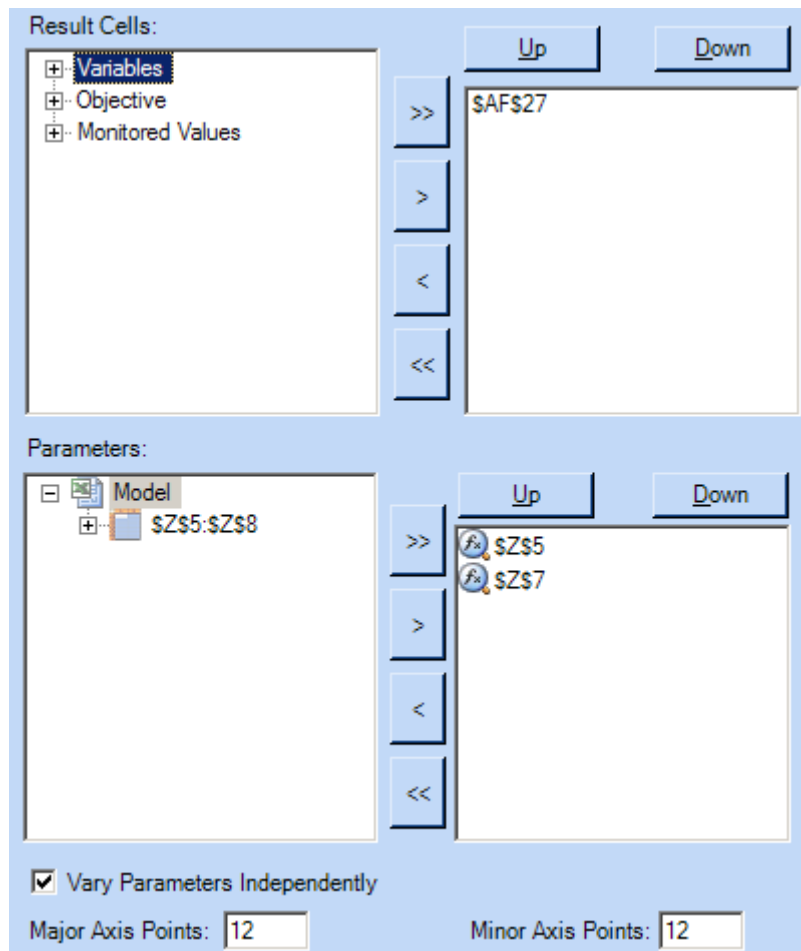 Result Cells:
Up Down
Variables
Objective
Monitored Values
$AF$27
>>
>
<
<<
Parameters:
Up Down
Model
$Z$5:$Z$8
$Z$5
$Z$7
>>
>
<
<<
Vary Parameters Independently
Major Axis Points: 12 Minor Axis Points: 12